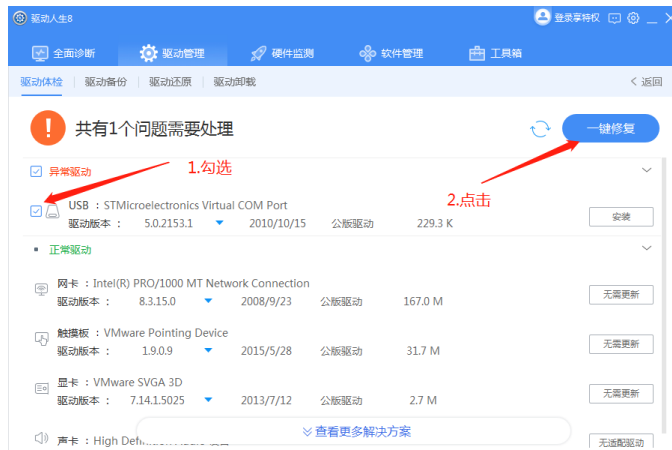 驱动人生8 登录享特权
全面诊断 驱动管理 硬件监测 软件管理 工具箱
驱动体检 驱动备份 驱动还原 驱动卸载 < 返回
共有1个问题需要处理 一键修复
异常驱动 1.勾选
2.点击
USB : STMicroelectronics Virtual COM Port
驱动版本 : 5.0.2153.1 2010/10/15 公版驱动 229.3 K 安装
正常驱动
网卡 : Intel(R) PRO/1000 MT Network Connection
驱动版本 : 8.3.15.0 2008/9/23 公版驱动 167.0 M 无需更新
触摸板 : VMware Pointing Device
驱动版本 : 1.9.0.9 2015/5/28 公版驱动 31.7 M 无需更新
显卡 : VMware SVGA 3D
驱动版本 : 7.14.1.5025 2013/7/12 公版驱动 2.7 M 无需更新
查看更多解决方案
声卡 : High 无适配驱动